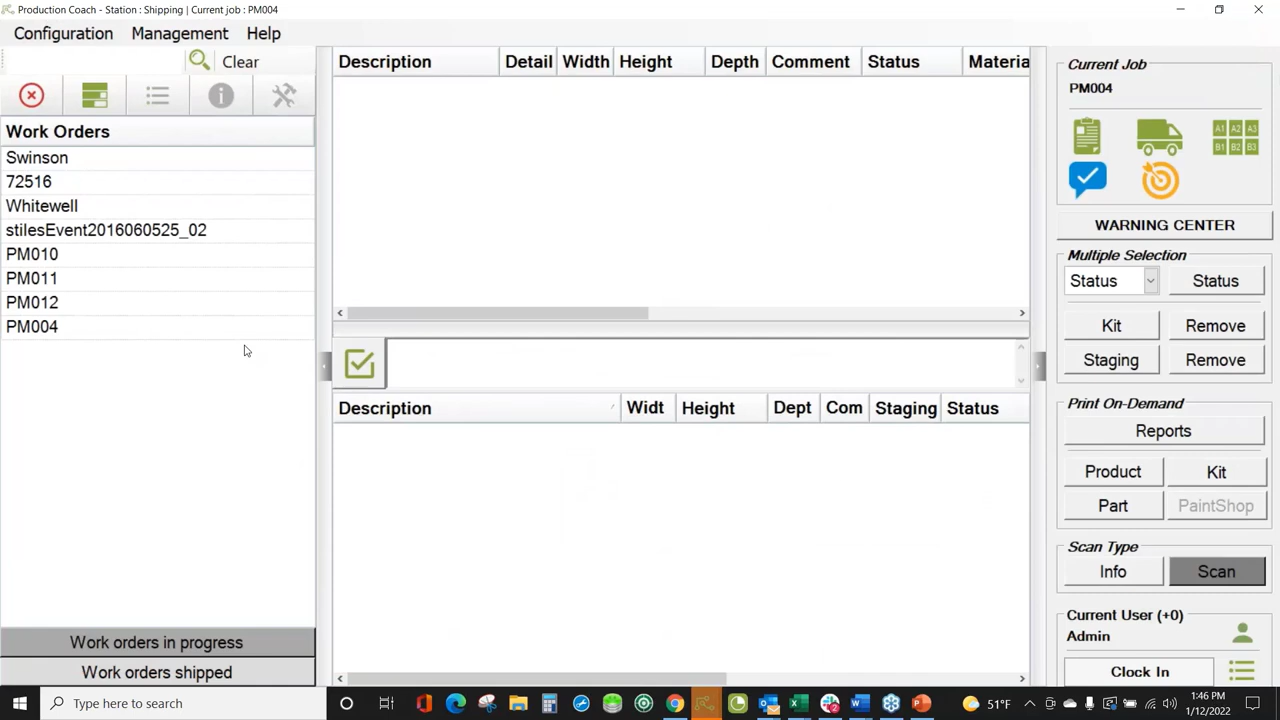 Production Coach - Station : Shipping | Current job : PM004
Configuration Management Help
Clear
Work Orders
Swinson
72516
Whitewell
stilesEvent2016060525_02
PM010
PM011
PM012
PM004
Work orders in progress
Work orders shipped
Description Detail Width Height Depth Comment Status Materia
Description Widt Height Dept Com Staging Status
Current Job
PM004
A1 A2 A3
B1 B2 B3
WARNING CENTER
Multiple Selection
Status Status
Kit Remove
Staging Remove
Print On-Demand
Reports
Product Kit
Part PaintShop
Scan Type
Info Scan
Current User (+0)
Admin
Clock In
Type here to search
51°F
1:46 PM
1/12/2022